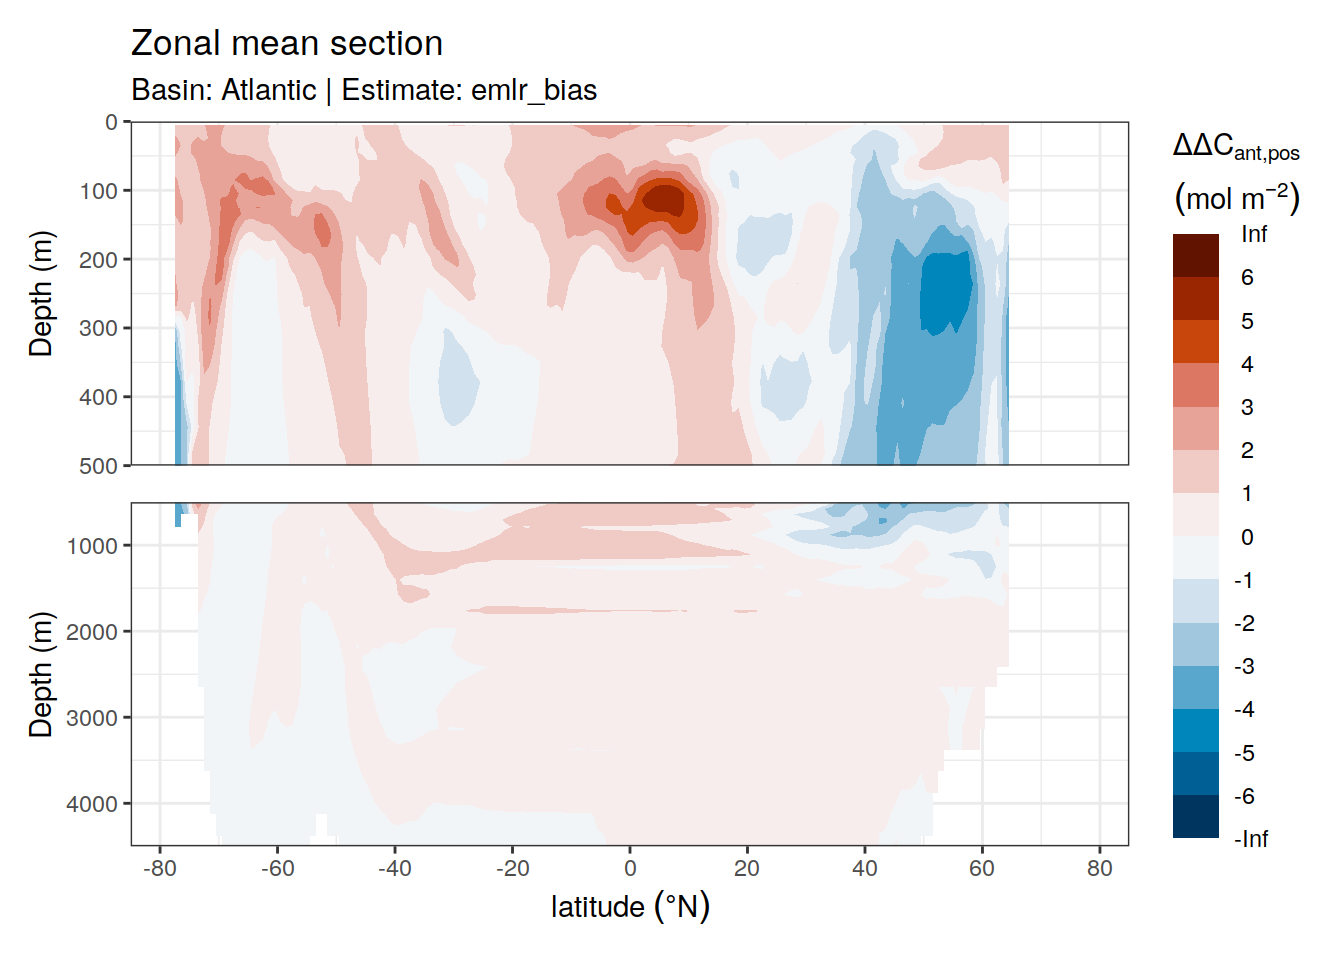 Zonal mean section
Basin: Atlantic | Estimate: emlr_bias
0
100
200
300
400
500
Depth (m)
1000
2000
3000
4000
Depth (m)
-80 -60 -40 -20 0 20 40 60 80
latitude (°N)
ΔΔC_ant,pos
(mol m⁻²)
Inf
6
5
4
3
2
1
0
-1
-2
-3
-4
-5
-6
-Inf